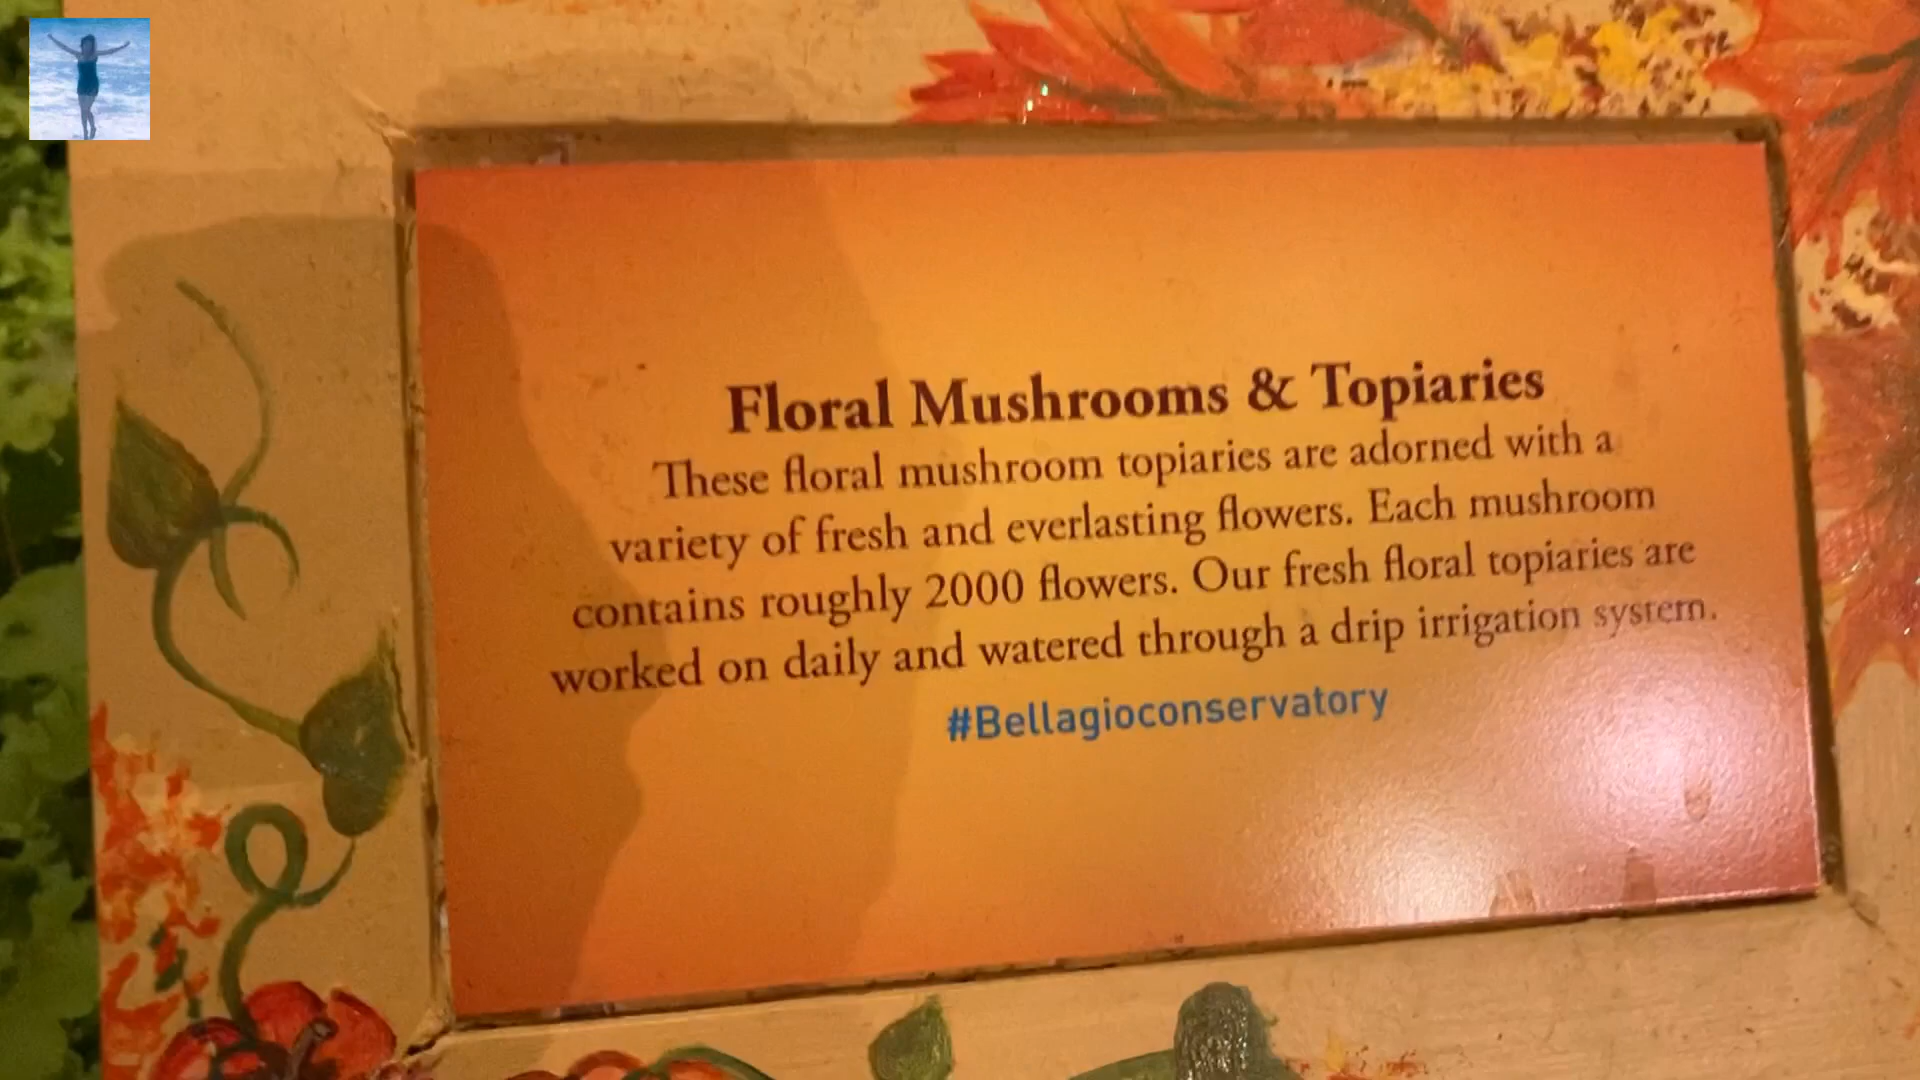 Floral Mushrooms & Topiaries
These floral mushroom topiaries are adorned with a
variety of fresh and everlasting flowers. Each mushroom
contains roughly 2000 flowers. Our fresh floral topiaries are
worked on daily and watered through a drip irrigation system.
#Bellagioconservatory